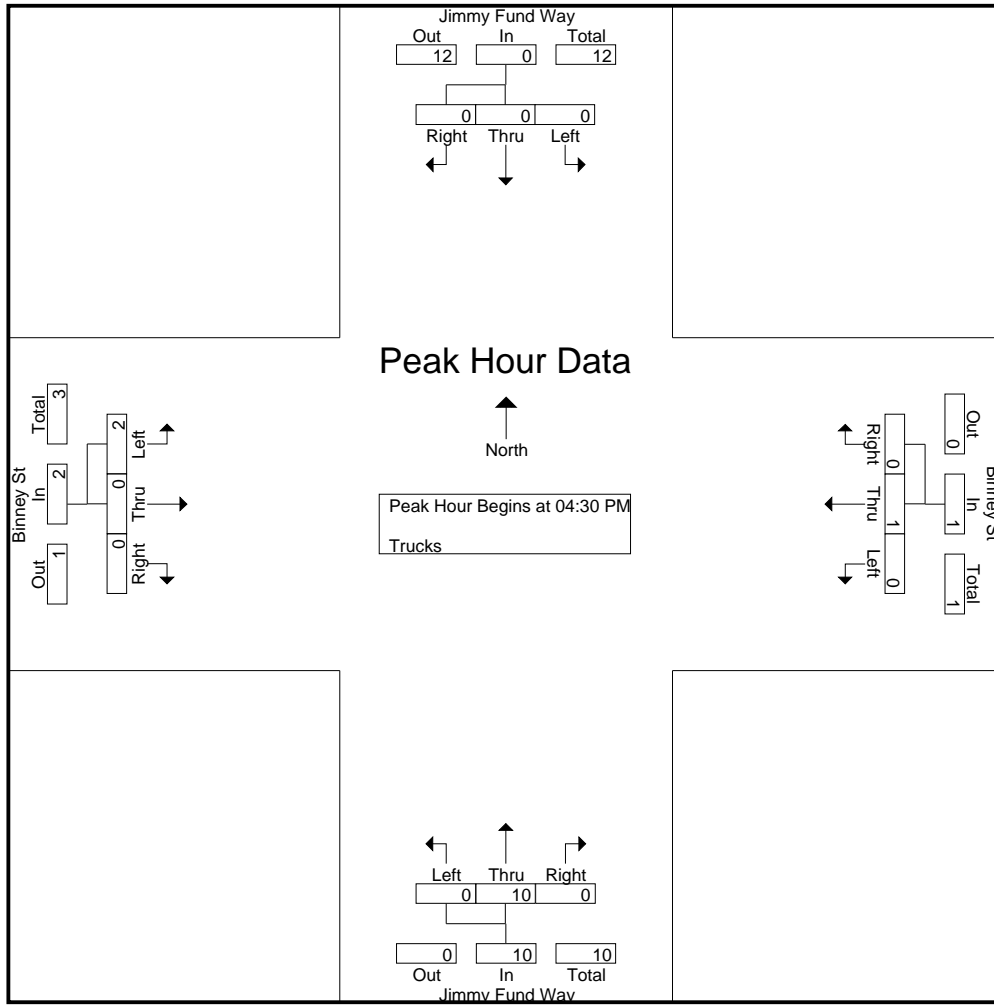 Jimmy Fund Way
Out In Total
12 0 12
0 0 0
Right Thru Left
Peak Hour Data
North
Peak Hour Begins at 04:30 PM
Trucks
Binney St
Total In Out
3 2 1
2 0 0
Left Thru Right
Binney St
Out In Total
0 1 1
0 1 0
Right Thru Left
Left Thru Right
0 10 0
0 10 10
Out In Total
Jimmy Fund Way